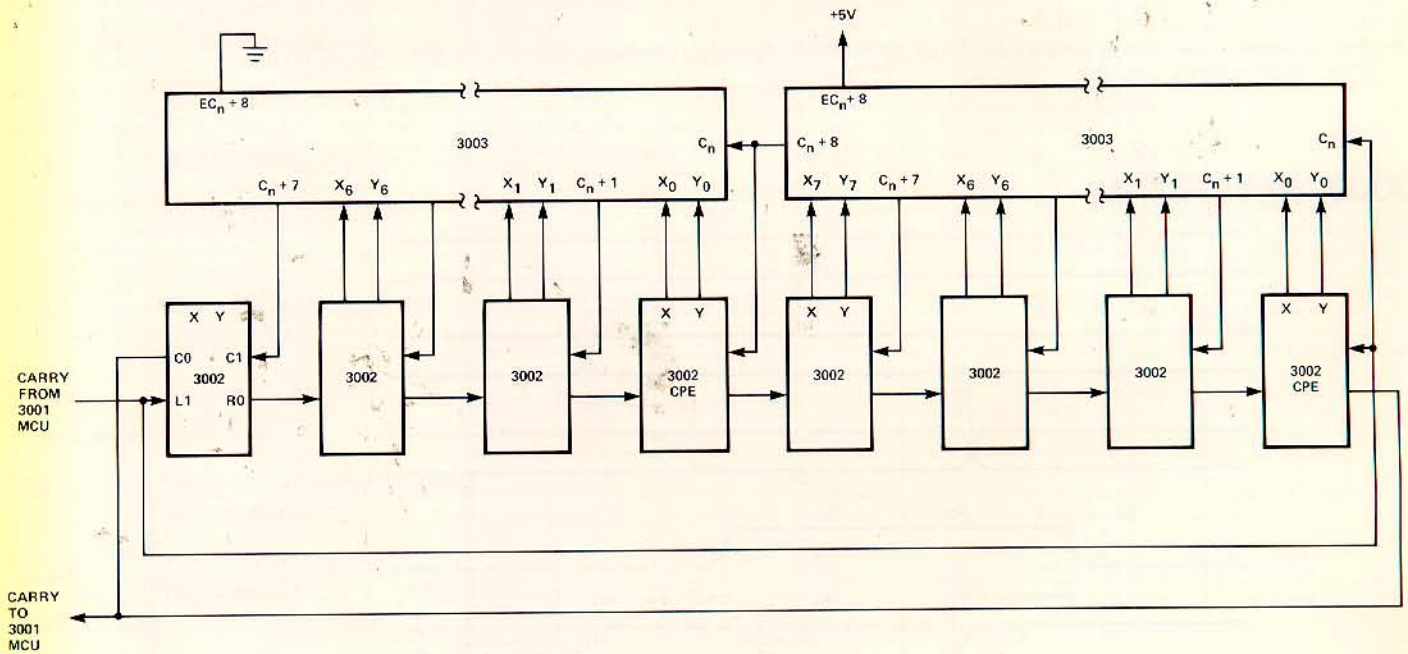 +5V
ECn + 8
ECn + 8
3003
Cn
Cn + 8
3003
Cn
Cn + 7 X6 Y6 X1 Y1 Cn + 1 X0 Y0
X7 Y7 Cn + 7 X6 Y6 X1 Y1 Cn + 1 X0 Y0
X Y
C0 C1
3002
L1 R0
3002
3002
X Y
3002
CPE
X Y
3002
3002
3002
X Y
3002
CPE
CARRY
FROM
3001
MCU
CARRY
TO
3001
MCU